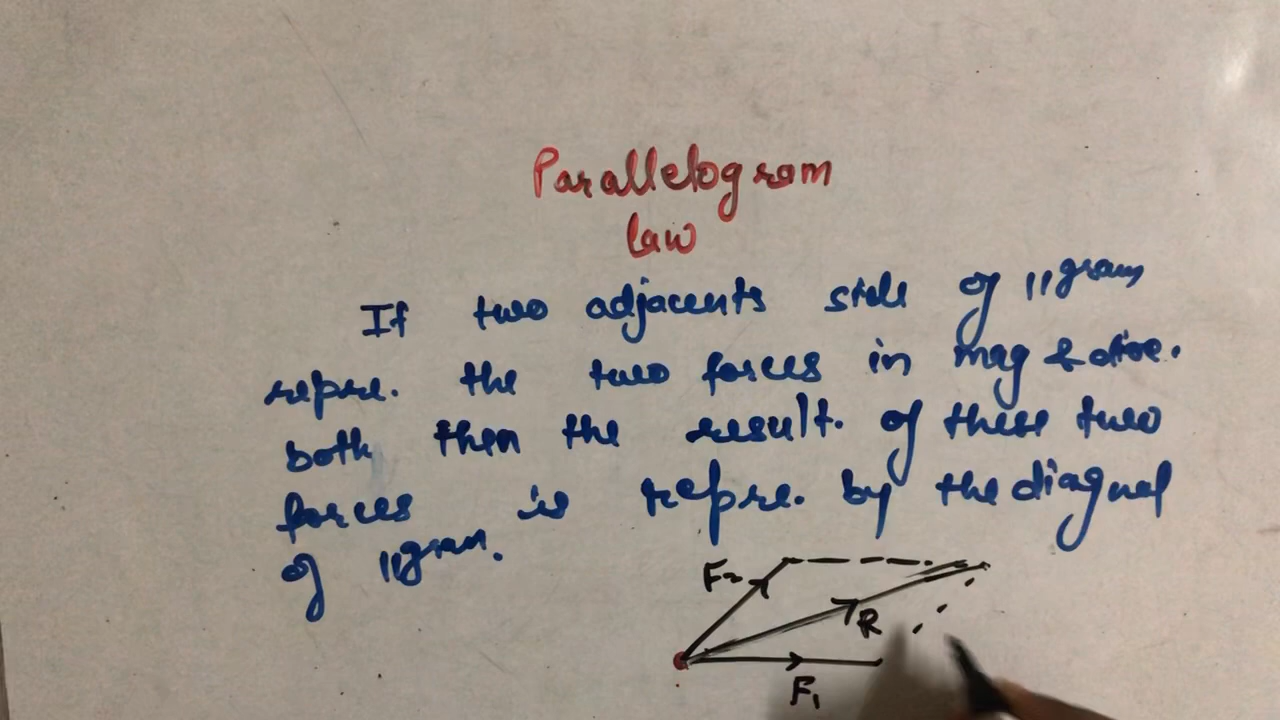 Parallelogram
law
If two adjacents side of ||gram
repre. the two forces in mag & dire.
both then the result. of these two
forces is repre. by the diagnal
of ||gram.
F2
R
F1